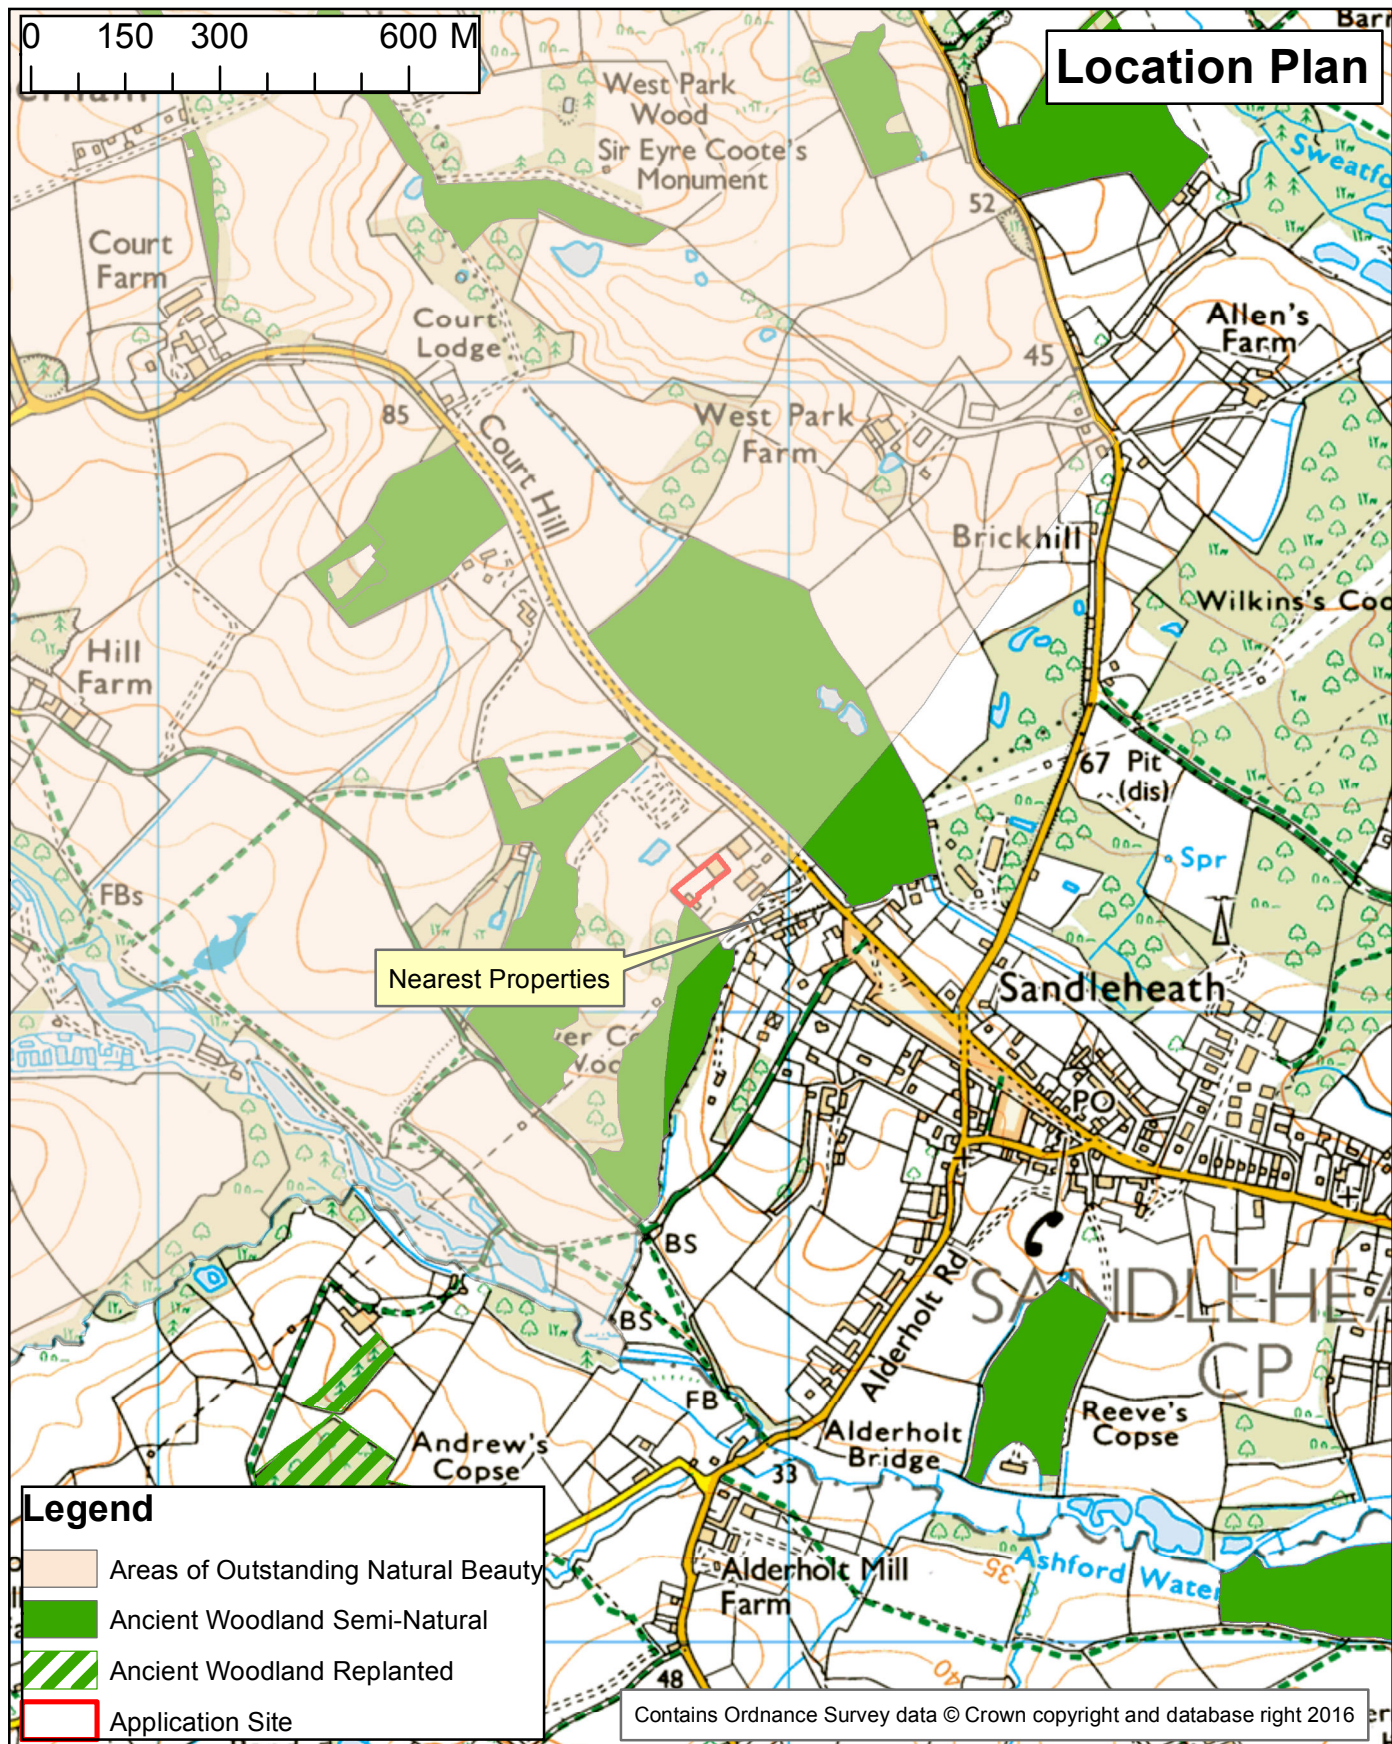 0 150 300 600 M
Location Plan
West Park
Wood
Sir Eyre Coote's
Monument
52
Court
Farm
Court
Lodge
85
Court Hill
West Park
Farm
45
Allen's
Farm
Brickhill
Wilkins's
Hill
Farm
67
Pit
(dis)
Spr
FBs
Nearest Properties
Sandleheath
PO
BS
BS
FB
Alderholt Rd
CP
Reeve's
Copse
Alderholt
Bridge
Andrew's
Copse
33
35
Ashford Water
Alderholt Mill
Farm
40
48
Legend
Areas of Outstanding Natural Beauty
Ancient Woodland Semi-Natural
Ancient Woodland Replanted
Application Site
Contains Ordnance Survey data © Crown copyright and database right 2016